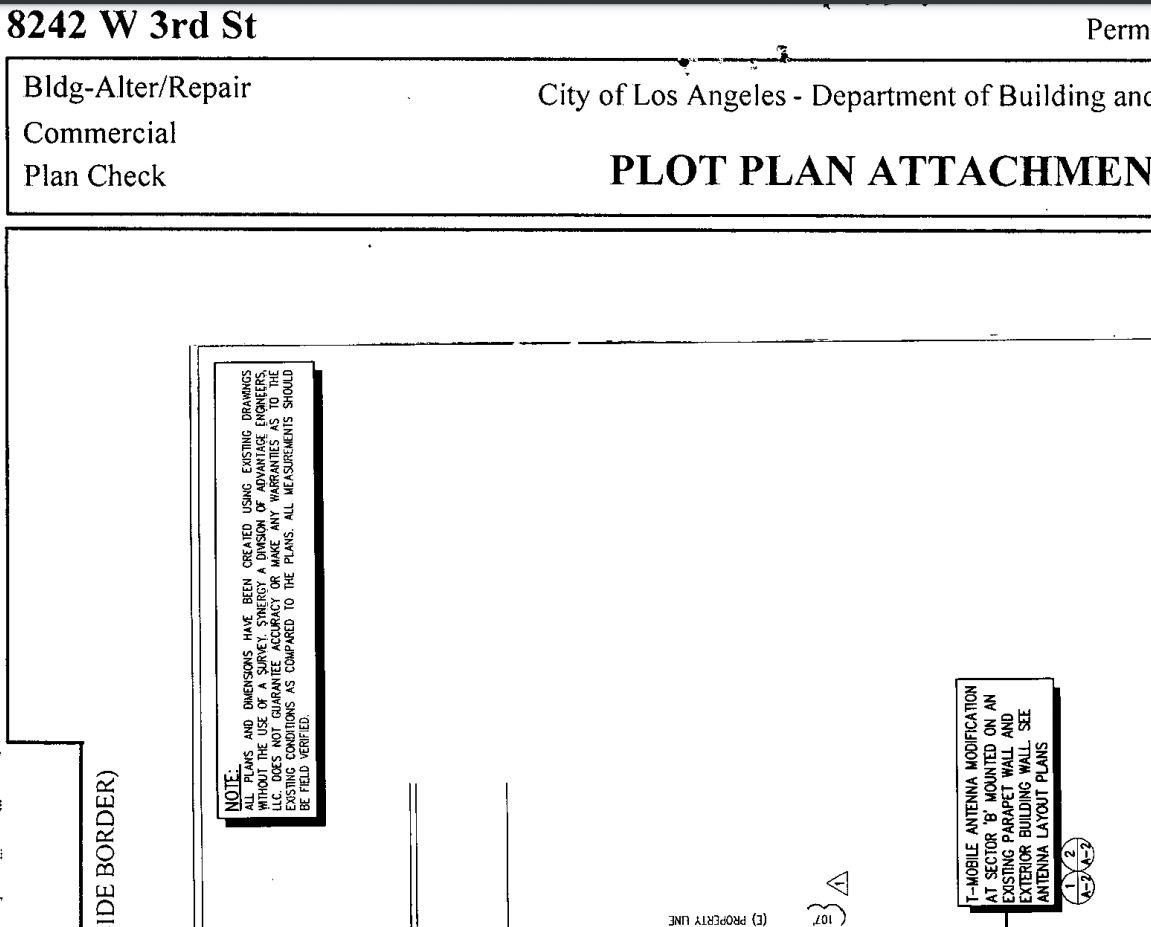 8242 W 3rd St
Perm
Bldg-Alter/Repair
Commercial
Plan Check
City of Los Angeles - Department of Building and
PLOT PLAN ATTACHMEN
NOTE:
ALL PLANS AND DIMENSIONS HAVE BEEN CREATED USING EXISTING DRAWINGS
WITHOUT THE USE OF A SURVEY. SYNERGY A DIVISION OF ADVANTAGE ENGINEERS,
LLC. DOES NOT GUARANTEE ACCURACY OR MAKE ANY WARRANTIES AS TO THE
EXISTING CONDITIONS AS COMPARED TO THE PLANS. ALL MEASUREMENTS SHOULD
BE FIELD VERIFIED.
T-MOBILE ANTENNA MODIFICATION
AT SECTOR 'B' MOUNTED ON AN
EXISTING PARAPET WALL AND
EXTERIOR BUILDING WALL. SEE
ANTENNA LAYOUT PLANS
1
A-2
2
A-2
IDE BORDER)
(E) PROPERTY LINE
107'
1